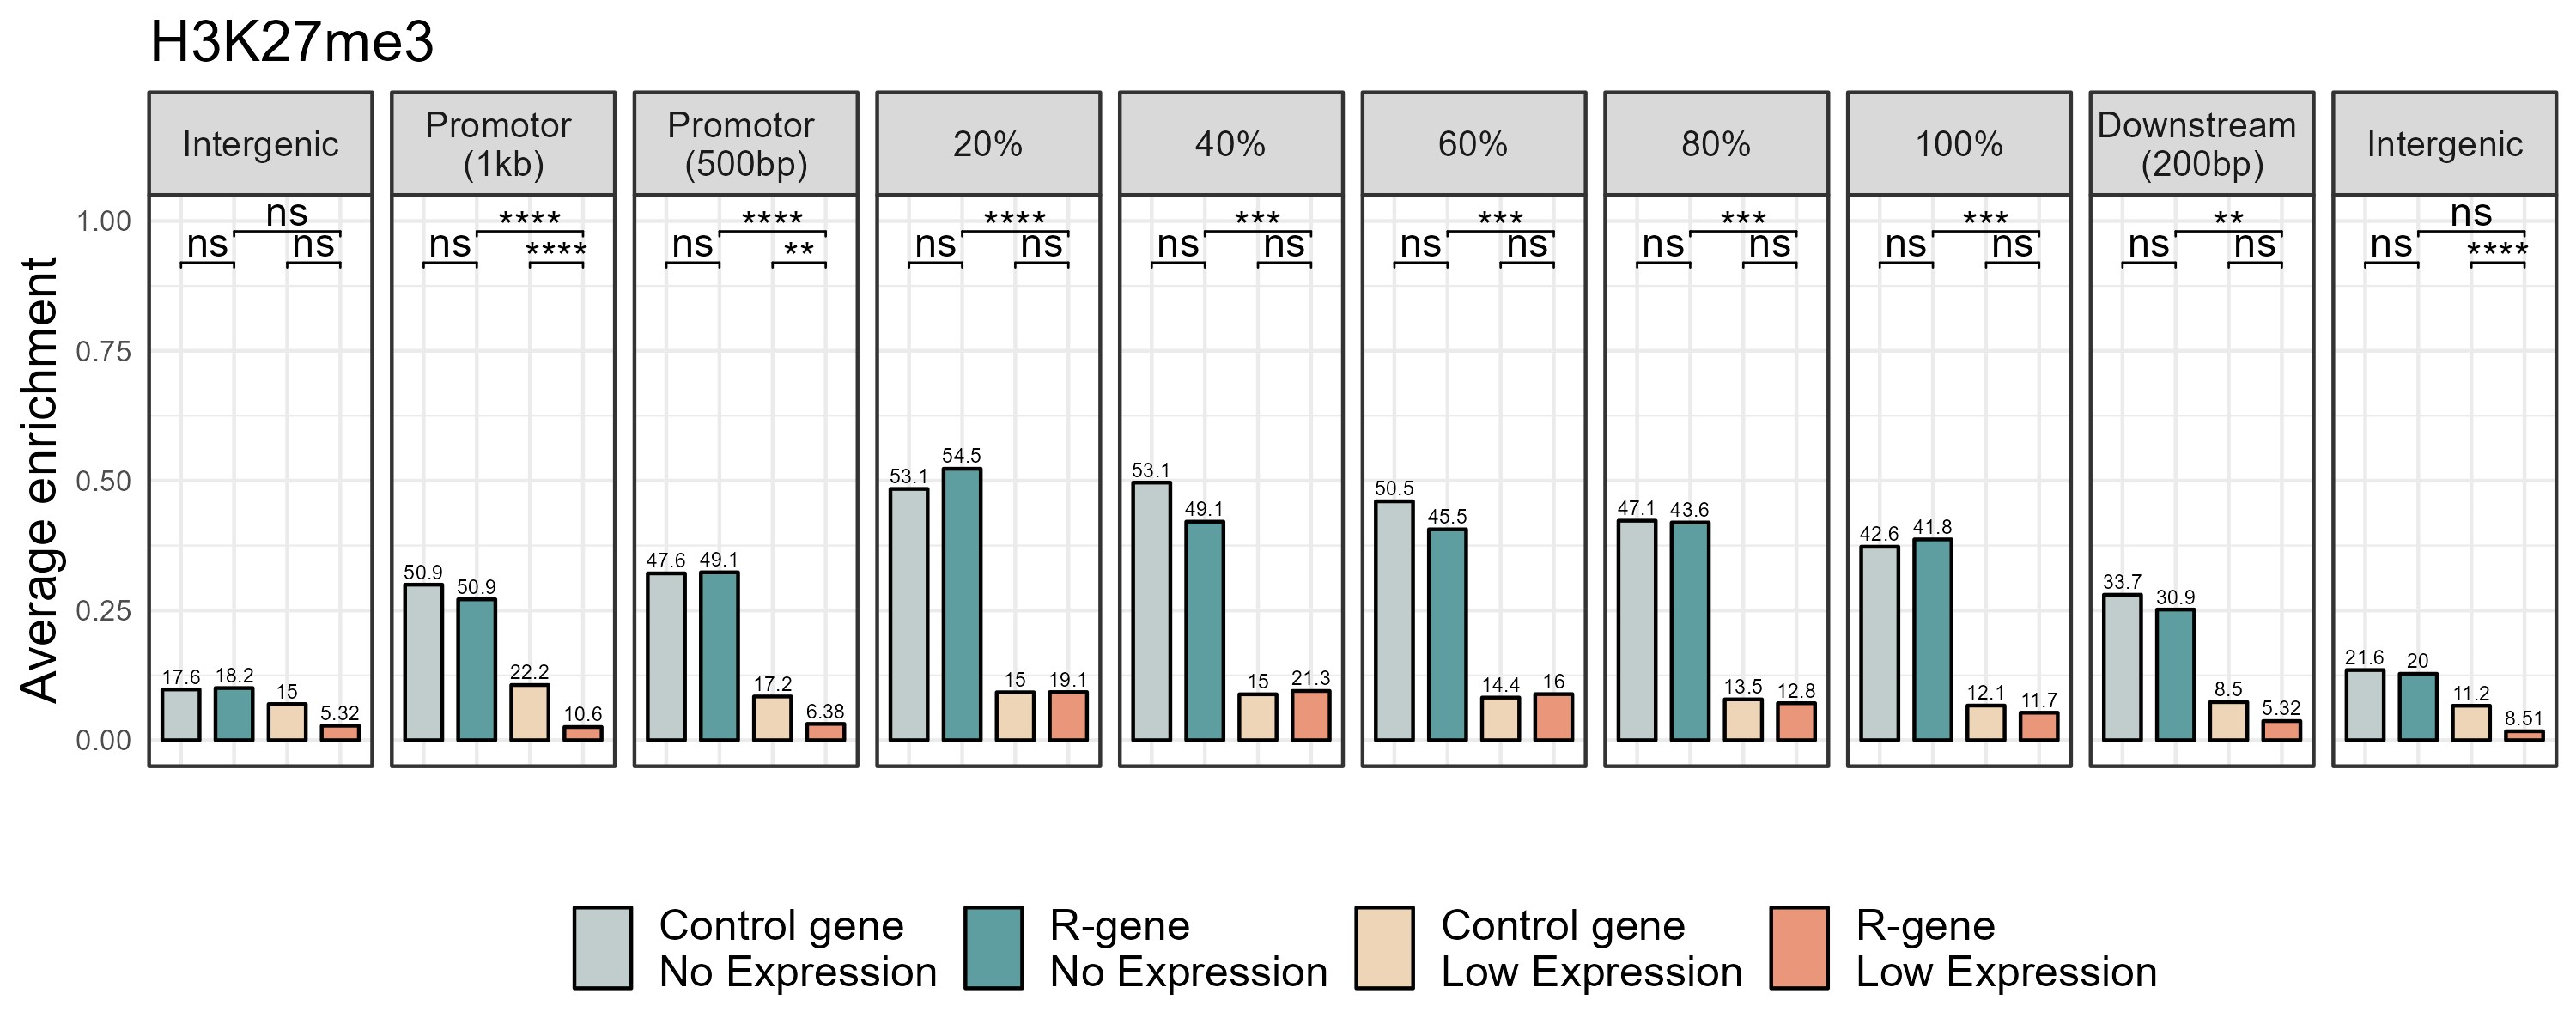 H3K27me3
Intergenic
Promotor
(1kb)
Promotor
(500bp)
20%
40%
60%
80%
100%
Downstream
(200bp)
Intergenic
Average enrichment
1.00
0.75
0.50
0.25
0.00
ns
ns ns
17.6 18.2 15 5.32
****
ns ****
50.9 50.9 22.2 10.6
****
ns **
47.6 49.1 17.2 6.38
****
ns ns
53.1 54.5 15 19.1
***
ns ns
53.1 49.1 15 21.3
***
ns ns
50.5 45.5 14.4 16
***
ns ns
47.1 43.6 13.5 12.8
***
ns ns
42.6 41.8 12.1 11.7
**
ns ns
33.7 30.9 8.5 5.32
ns
ns ****
21.6 20 11.2 8.51
Control gene
No Expression
R-gene
No Expression
Control gene
Low Expression
R-gene
Low Expression